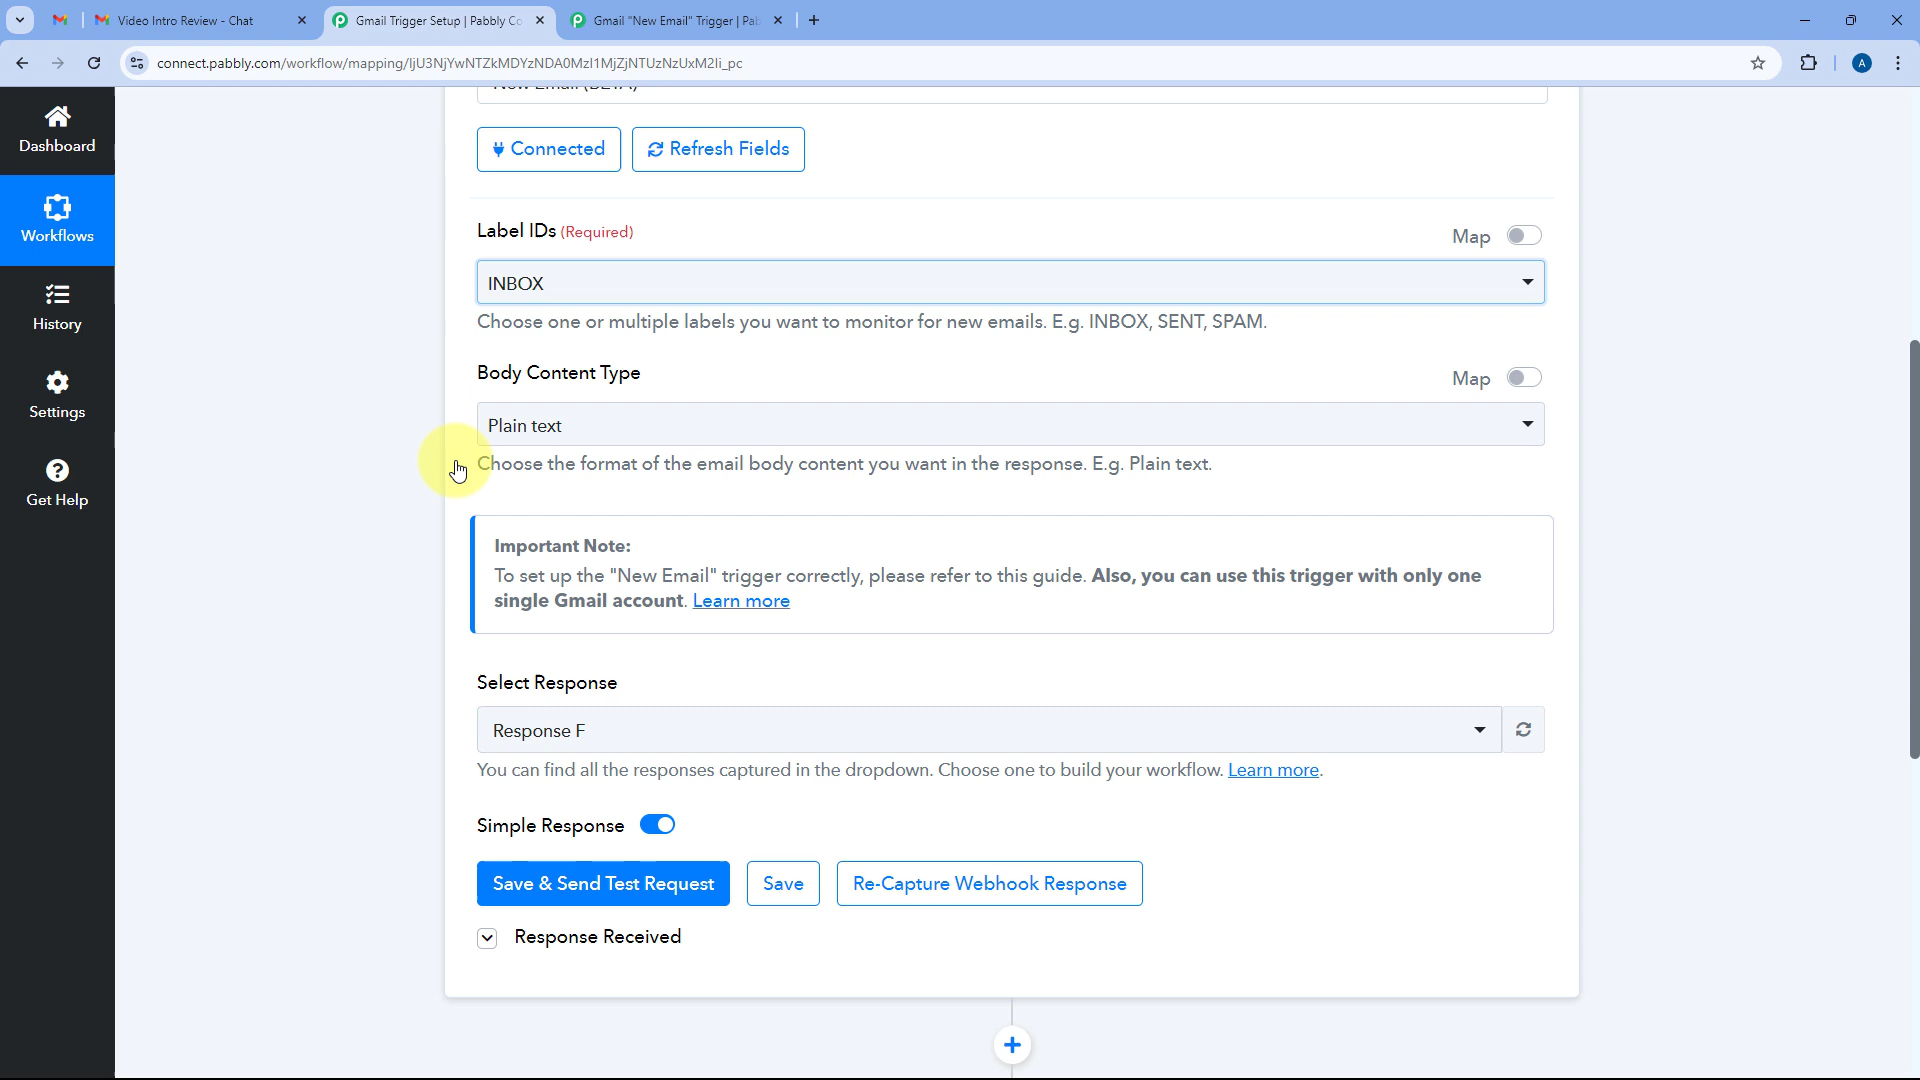 Video Intro Review - Chat
Gmail Trigger Setup | Pabbly Co
Gmail "New Email" Trigger | Pab
connect.pabbly.com/workflow/mapping/IjU3NjYwNTZkMDYzNDA0MzI1MjZjNTUzNzUxM2Ii_pc
A
New Email (BETA)
Dashboard
Connected
Refresh Fields
Workflows
Label IDs (Required)
Map
INBOX
Choose one or multiple labels you want to monitor for new emails. E.g. INBOX, SENT, SPAM.
History
Body Content Type
Map
Settings
Plain text
Choose the format of the email body content you want in the response. E.g. Plain text.
Get Help
Important Note:
To set up the "New Email" trigger correctly, please refer to this guide. Also, you can use this trigger with only one
single Gmail account. Learn more
Select Response
Response F
You can find all the responses captured in the dropdown. Choose one to build your workflow. Learn more.
Simple Response
Save & Send Test Request
Save
Re-Capture Webhook Response
Response Received